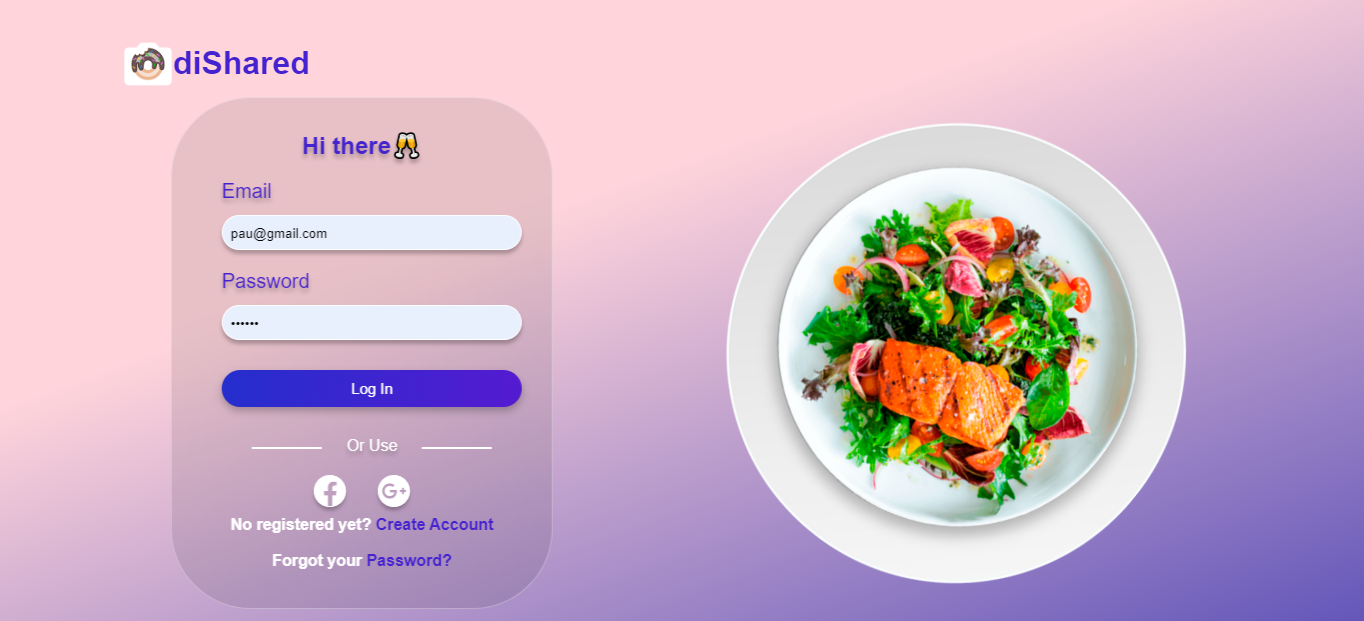 diShared
Hi there
Email
pau@gmail.com
Password
••••••
Log In
Or Use
G+
No registered yet? Create Account
Forgot your Password?